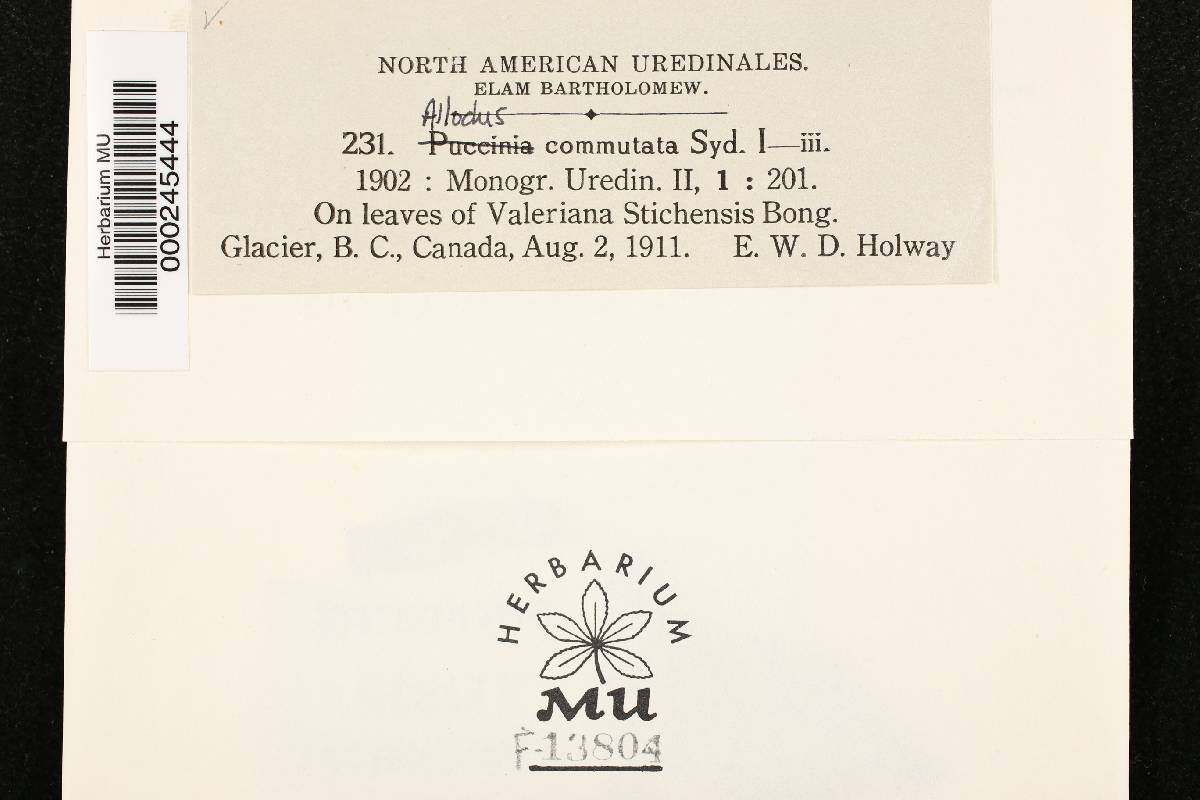 NORTH AMERICAN UREDINALES.
ELAM BARTHOLOMEW.
Allodus
231. Puccinia commutata Syd. I—iii.
1902 : Monogr. Uredin. II, 1 : 201.
On leaves of Valeriana Stichensis Bong.
Glacier, B. C., Canada, Aug. 2, 1911. E. W. D. Holway
Herbarium MU
000245444
HERBARIUM
MU
F-13804